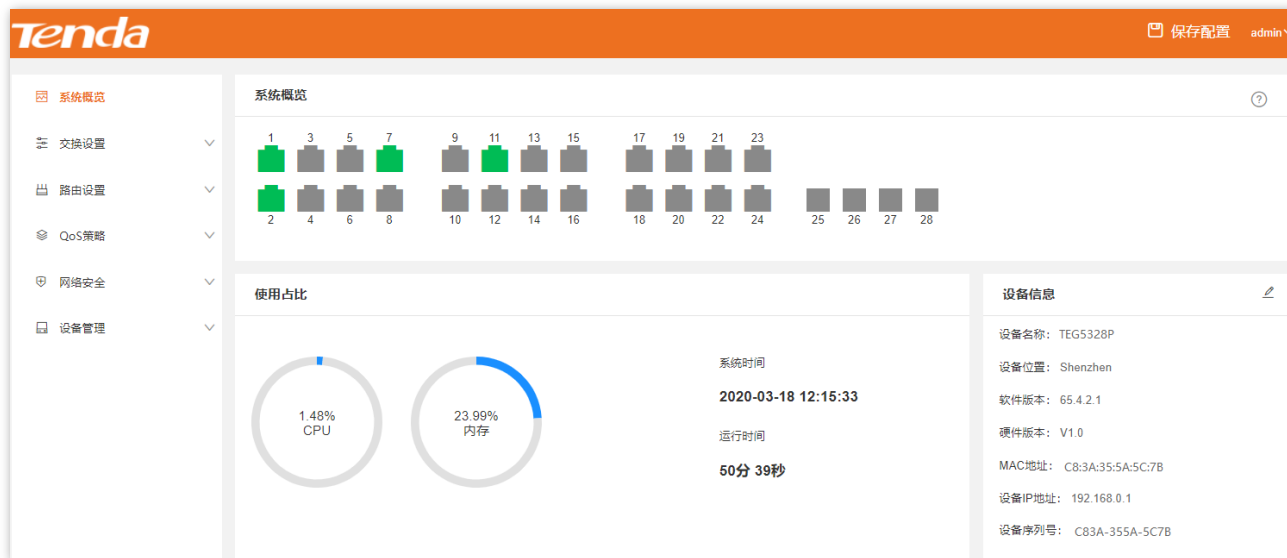 Tenda
保存配置 admin
系统概览
交换设置
路由设置
QoS策略
网络安全
设备管理
系统概览
1 3 5 7 9 11 13 15 17 19 21 23
2 4 6 8 10 12 14 16 18 20 22 24 25 26 27 28
使用占比
1.48%
CPU
23.99%
内存
系统时间
2020-03-18 12:15:33
运行时间
50分 39秒
设备信息
设备名称： TEG5328P
设备位置： Shenzhen
软件版本： 65.4.2.1
硬件版本： V1.0
MAC地址： C8:3A:35:5A:5C:7B
设备IP地址： 192.168.0.1
设备序列号： C83A-355A-5C7B